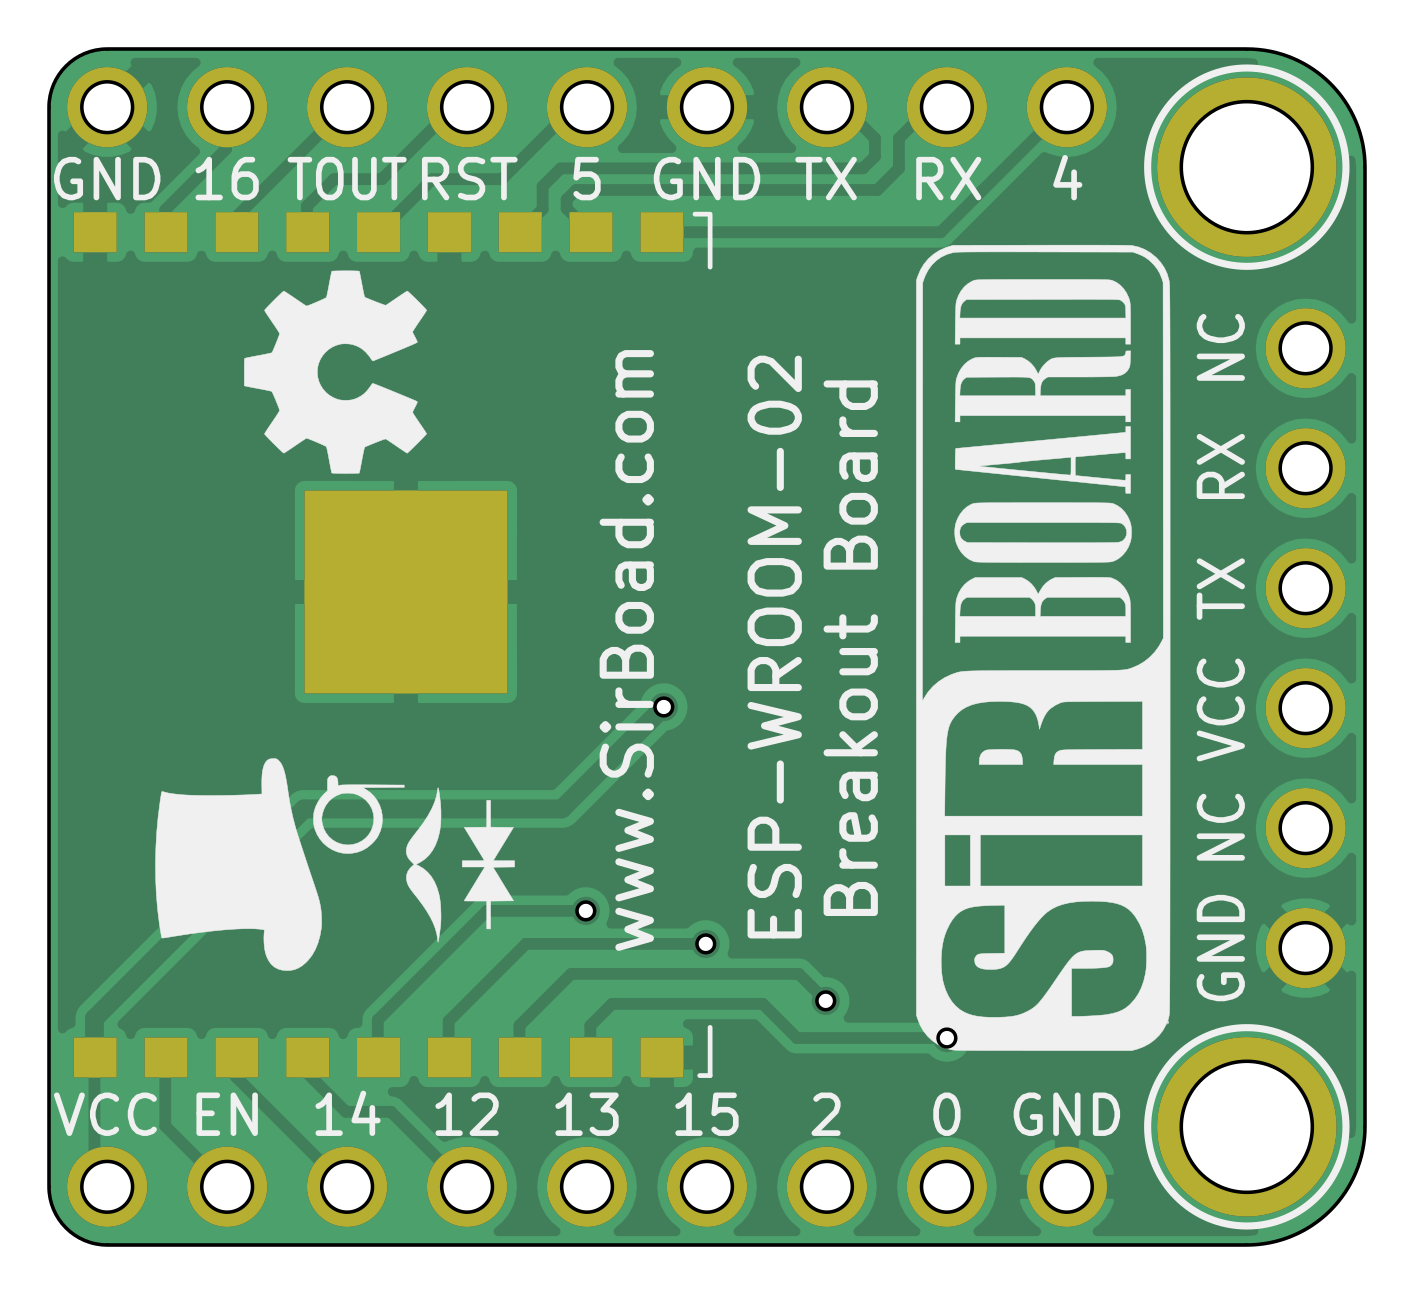 GND 16 TOUT RST 5 GND TX RX 4
NC
RX
TX
VCC
NC
GND
www.SirBoad.com
ESP-WROOM-02
Breakout Board
SiR BOARD
VCC EN 14 12 13 15 2 0 GND